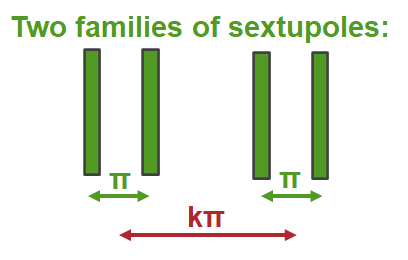 Two families of sextupoles:
π π
kπ